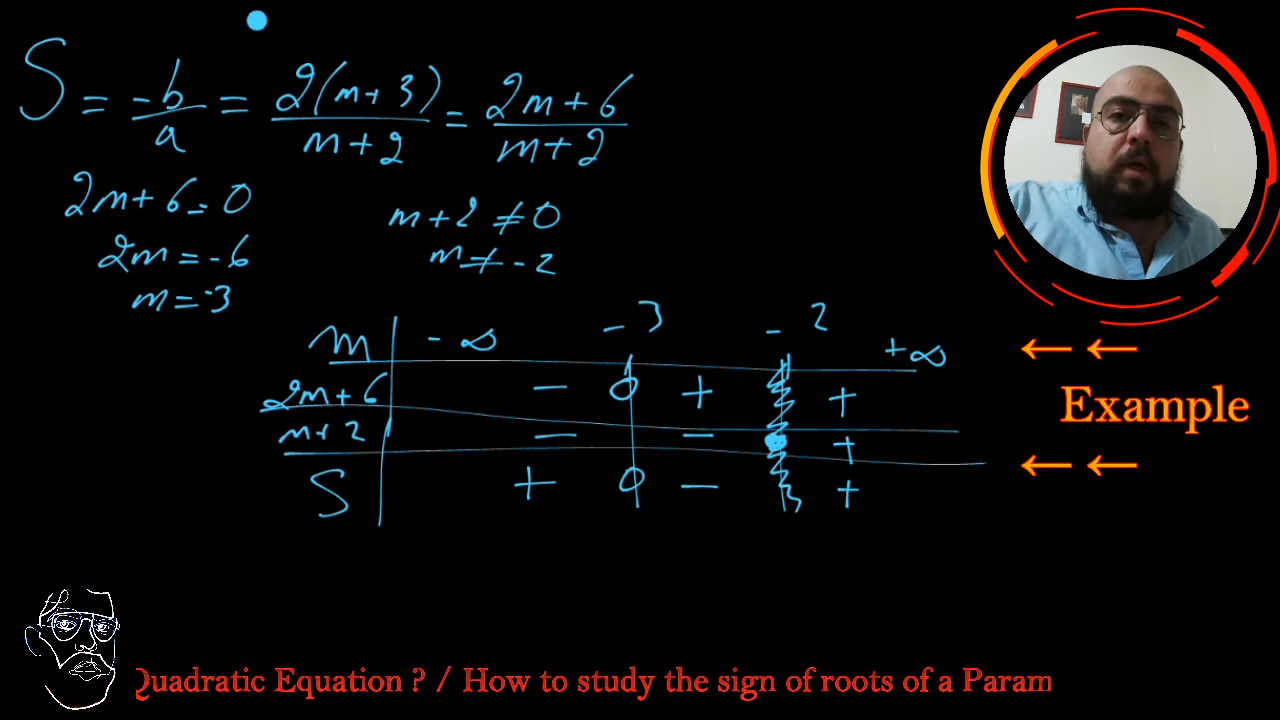 S = -b/a = 2(m+3)/m+2 = 2m+6/m+2
2m+6=0 m+2≠0
2m=-6 m≠-2
m=-3
m -∞ -3 -2 +∞
2m+6 - 0 + +
m+2 - - +
S + 0 - +
← ←
Example
← ←
Quadratic Equation ? / How to study the sign of roots of a Param